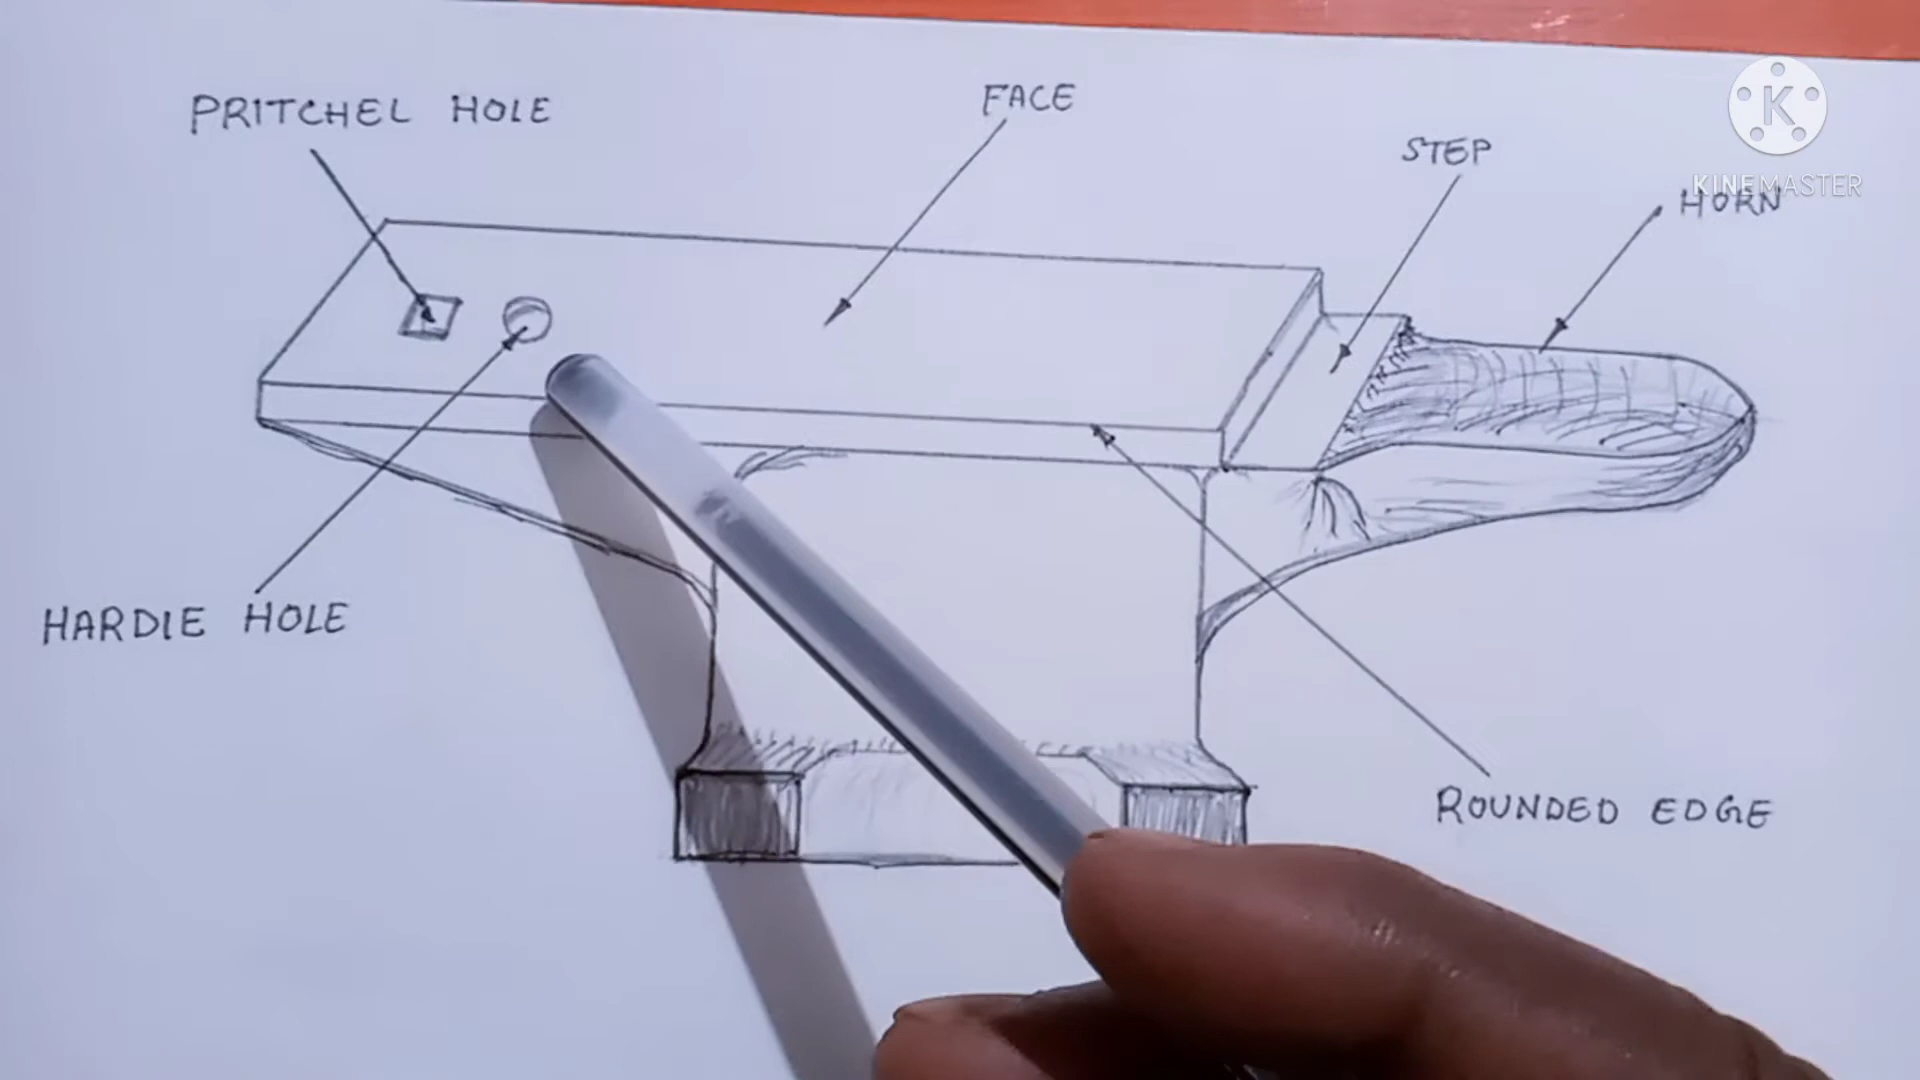 PRITCHEL HOLE
FACE
STEP
K
KINEMASTER
HORN
HARDIE HOLE
ROUNDED EDGE